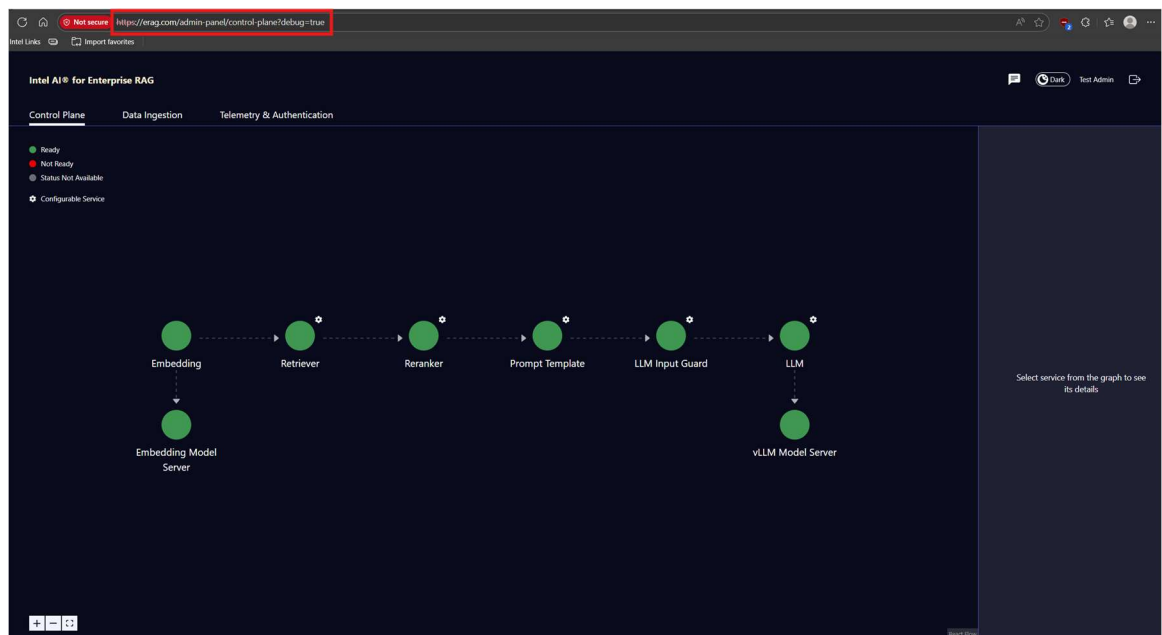 Not secure https://erag.com/admin-panel/control-plane?debug=true
Intel Links Import favorites
Intel AI® for Enterprise RAG
Dark Test Admin
Control Plane Data Ingestion Telemetry & Authentication
Ready
Not Ready
Status Not Available
Configurable Service
Embedding Retriever Reranker Prompt Template LLM Input Guard LLM
Select service from the graph to see
its details
Embedding Model
Server
vLLM Model Server
React Flow